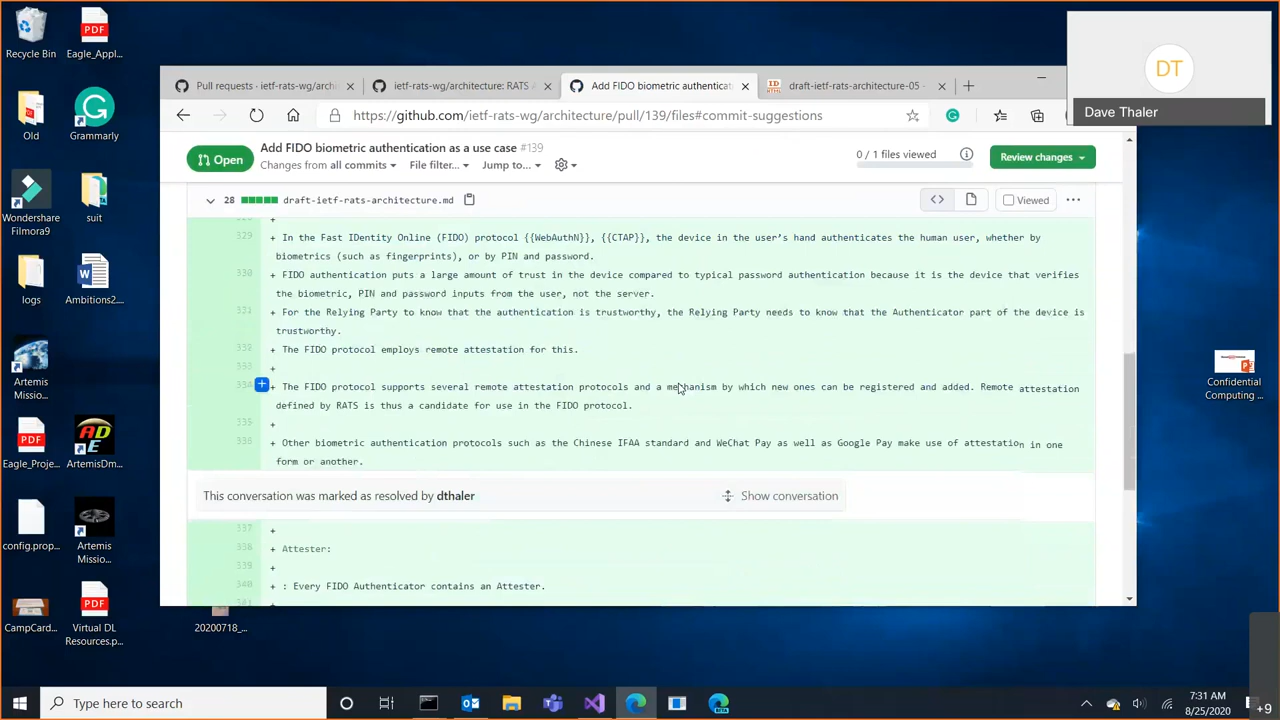 Recycle Bin
Eagle_Appl...
Old
Grammarly
Wondershare
Filmora9
suit
logs
Ambitions2...
Artemis
Missio...
Eagle_Proje...
ArtemisDm...
config.prop...
Artemis
Missio...
CampCard...
Virtual DL
Resources.p...
20200718_...
Confidential
Computing ...
DT
Dave Thaler
Pull requests · ietf-rats-wg/archi
ietf-rats-wg/architecture: RATS A
Add FIDO biometric authenticat
draft-ietf-rats-architecture-05 -
https://github.com/ietf-rats-wg/architecture/pull/139/files#commit-suggestions
Open
Add FIDO biometric authentication as a use case #139
Changes from all commits
File filter...
Jump to...
0 / 1 files viewed
Review changes
28
draft-ietf-rats-architecture.md
Viewed
329 + In the Fast IDentity Online (FIDO) protocol {{WebAuthN}}, {{CTAP}}, the device in the user's hand authenticates the human user, whether by
biometrics (such as fingerprints), or by PIN and password.
330 + FIDO authentication puts a large amount of trust in the device compared to typical password authentication because it is the device that verifies
the biometric, PIN and password inputs from the user, not the server.
331 + For the Relying Party to know that the authentication is trustworthy, the Relying Party needs to know that the Authenticator part of the device is
trustworthy.
332 + The FIDO protocol employs remote attestation for this.
333 +
334 + The FIDO protocol supports several remote attestation protocols and a mechanism by which new ones can be registered and added. Remote attestation
defined by RATS is thus a candidate for use in the FIDO protocol.
335 +
336 + Other biometric authentication protocols such as the Chinese IFAA standard and WeChat Pay as well as Google Pay make use of attestation in one
form or another.
This conversation was marked as resolved by dthaler
Show conversation
337 +
338 + Attester:
339 +
340 + : Every FIDO Authenticator contains an Attester.
Type here to search
7:31 AM
8/25/2020
+9